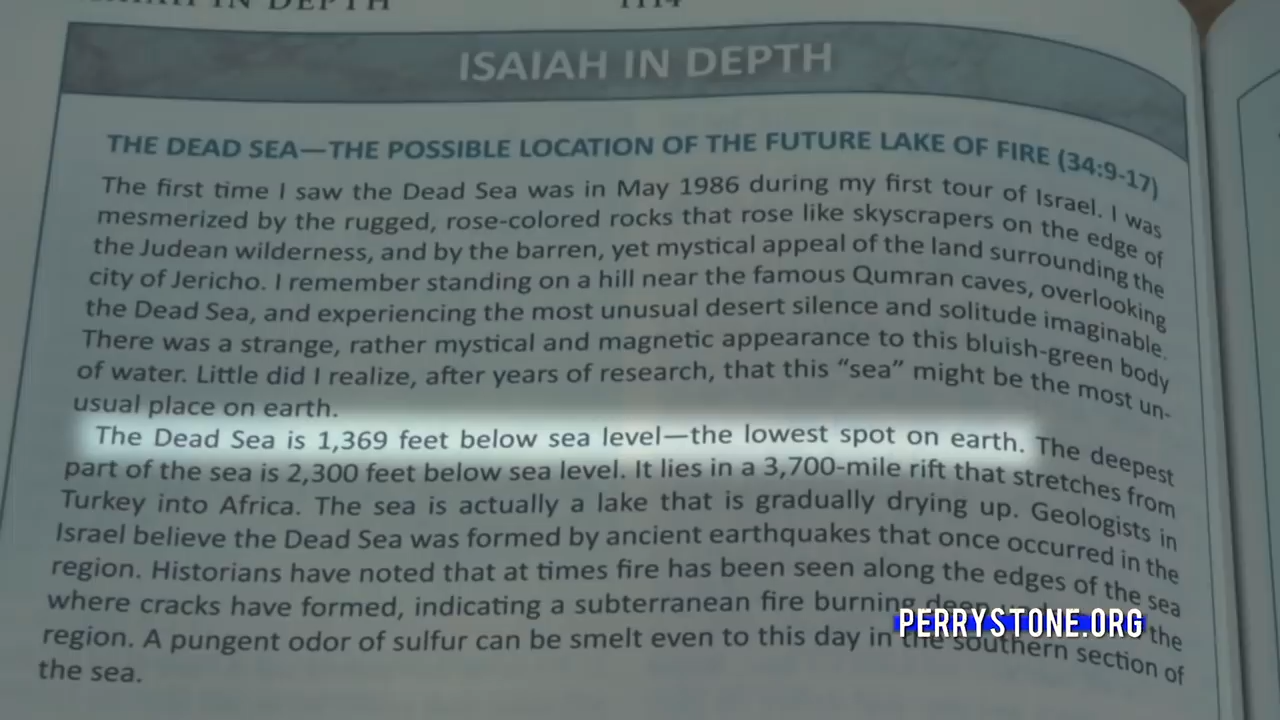 ISAIAH IN DEPTH 1114
ISAIAH IN DEPTH
THE DEAD SEA—THE POSSIBLE LOCATION OF THE FUTURE LAKE OF FIRE (34:9-17)
The first time I saw the Dead Sea was in May 1986 during my first tour of Israel. I was
mesmerized by the rugged, rose-colored rocks that rose like skyscrapers on the edge of
the Judean wilderness, and by the barren, yet mystical appeal of the land surrounding the
city of Jericho. I remember standing on a hill near the famous Qumran caves, overlooking
the Dead Sea, and experiencing the most unusual desert silence and solitude imaginable.
There was a strange, rather mystical and magnetic appearance to this bluish-green body
of water. Little did I realize, after years of research, that this “sea” might be the most un-
usual place on earth.
The Dead Sea is 1,369 feet below sea level—the lowest spot on earth. The deepest
part of the sea is 2,300 feet below sea level. It lies in a 3,700-mile rift that stretches from
Turkey into Africa. The sea is actually a lake that is gradually drying up. Geologists in
Israel believe the Dead Sea was formed by ancient earthquakes that once occurred in the
region. Historians have noted that at times fire has been seen along the edges of the sea
where cracks have formed, indicating a subterranean fire burning the
region. A pungent odor of sulfur can be smelt even to this day in the southern section of
the sea.
PERRYSTONE.ORG